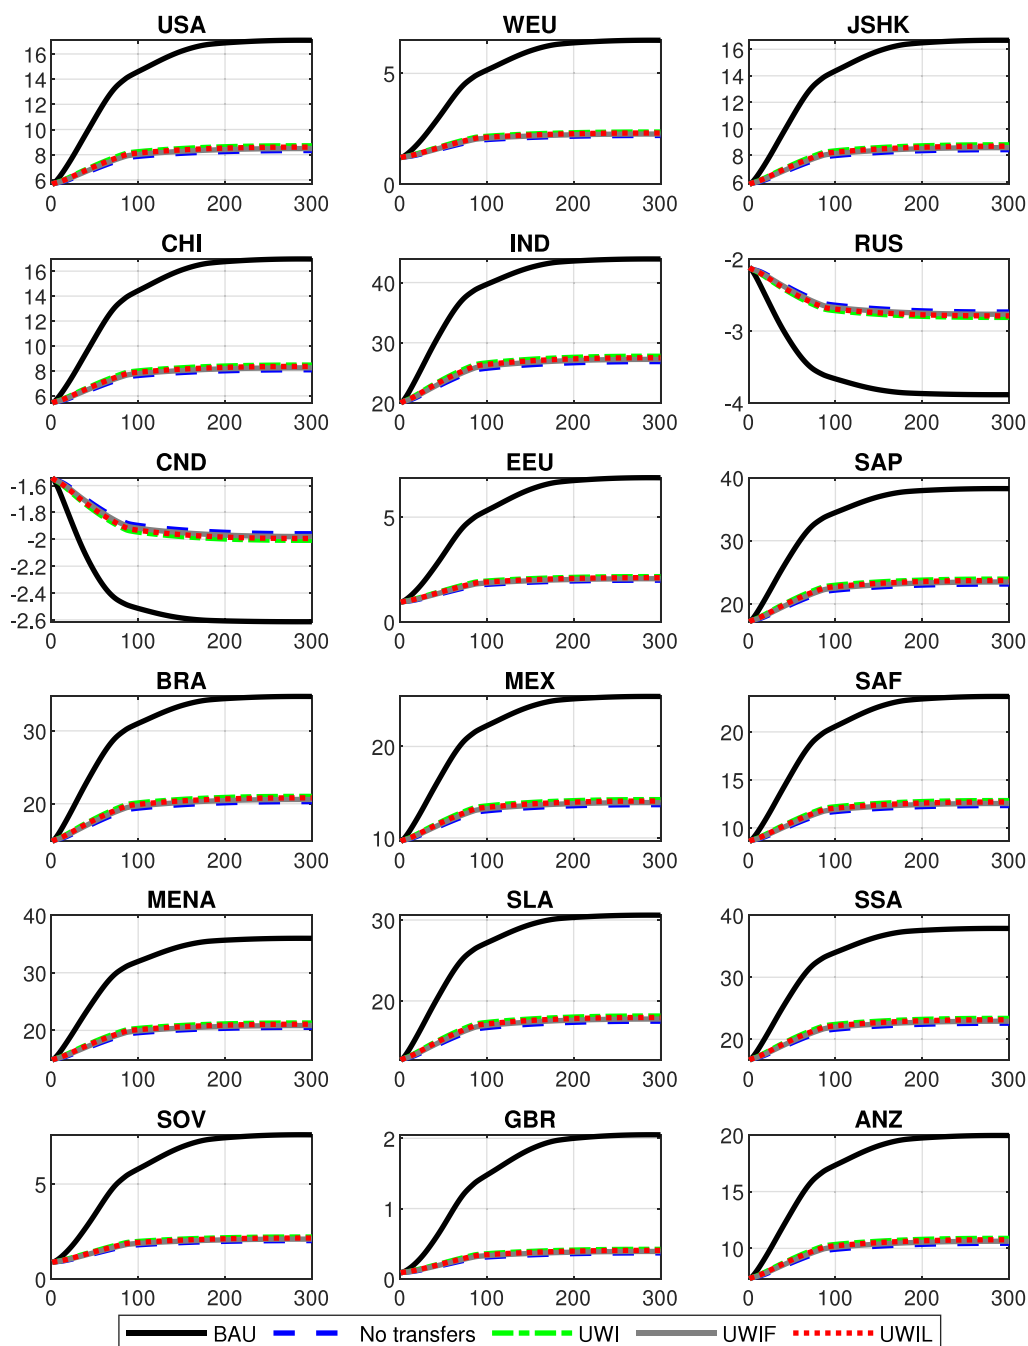 USA WEU JSHK
16 14 12 10 8 6
5 0
16 14 12 10 8 6
0 100 200 300 0 100 200 300 0 100 200 300
CHI IND RUS
16 14 12 10 8 6
40 30 20
-2 -3 -4
0 100 200 300 0 100 200 300 0 100 200 300
CND EEU SAP
-1.6 -1.8 -2 -2.2 -2.4 -2.6
5 0
40 30 20
0 100 200 300 0 100 200 300 0 100 200 300
BRA MEX SAF
30 20
20 10
20 15 10
0 100 200 300 0 100 200 300 0 100 200 300
MENA SLA SSA
40 20
30 20
40 30 20
0 100 200 300 0 100 200 300 0 100 200 300
SOV GBR ANZ
5 0
2 1 0
20 15 10
0 100 200 300 0 100 200 300 0 100 200 300
BAU No transfers UWI UWIF UWIL